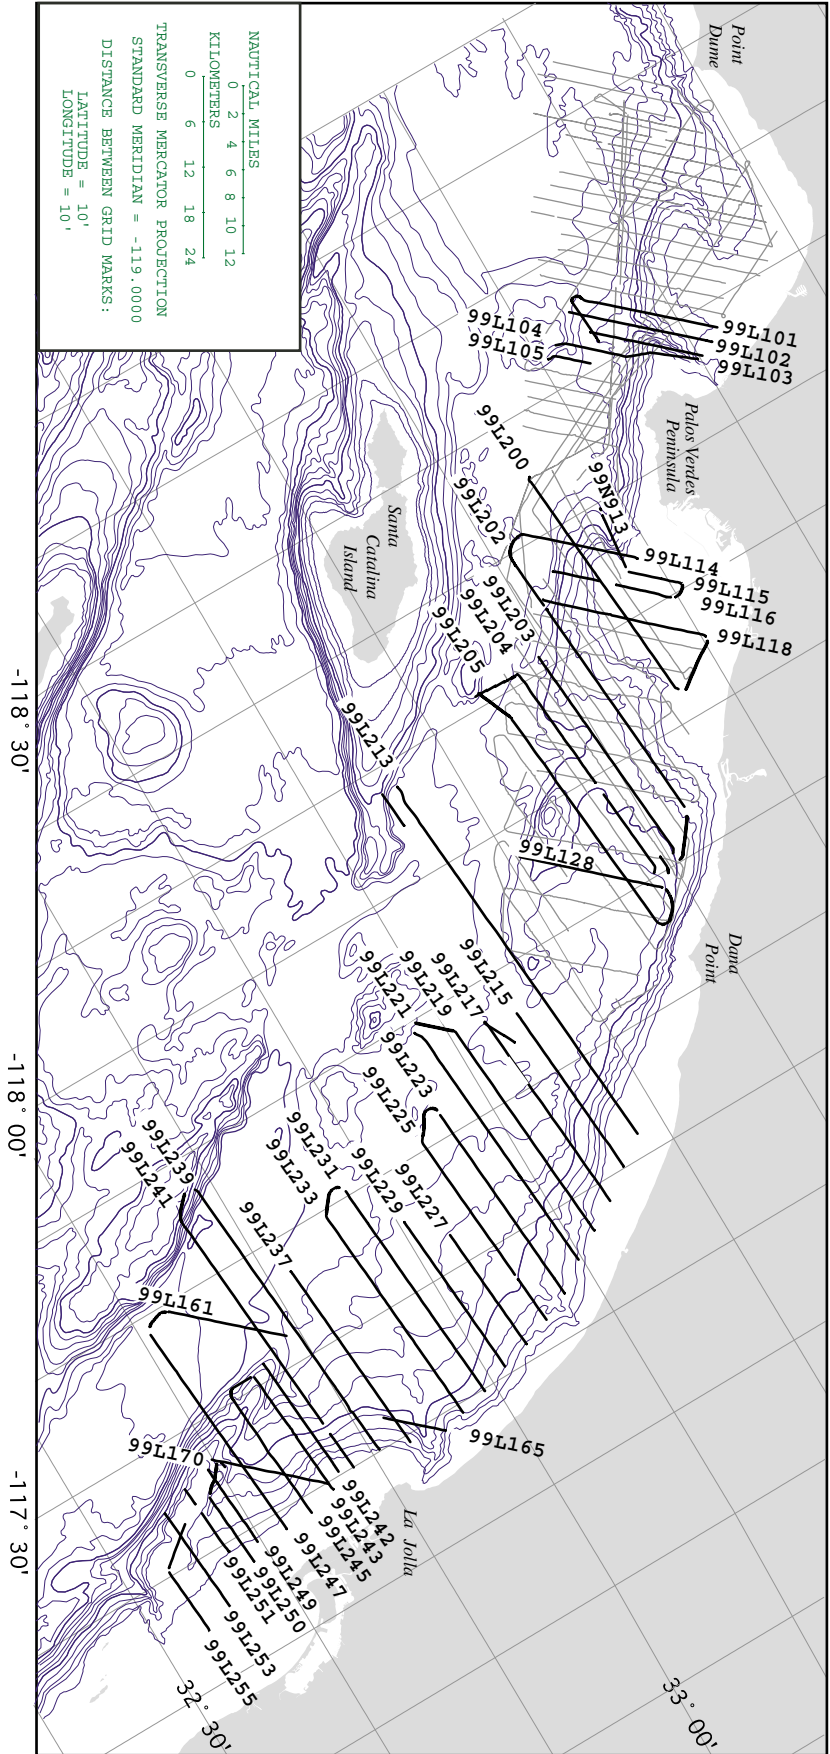 Point
Dume
NAUTICAL MILES
0 2 4 6 8 10 12
KILOMETERS
0 6 12 18 24
TRANSVERSE MERCATOR PROJECTION
STANDARD MERIDIAN = -119.0000
DISTANCE BETWEEN GRID MARKS:
LATITUDE = 10'
LONGITUDE = 10'
99L101
99L102
99L103
99L104
99L105
Palos Verdes
Peninsula
99L200
99N913
99L202
Santa
Catalina
Island
99L114
99L115
99L116
99L118
99L203
99L204
99L205
99L213
-118° 30'
99L128
Dana
Point
99L215
99L217
99L219
99L221
99L223
99L225
-118° 00'
99L227
99L229
99L231
99L233
99L237
99L239
99L241
99L161
99L165
99L170
La Jolla
99L242
99L243
99L245
99L247
99L249
99L250
99L251
99L253
99L255
-117° 30'
32° 30'
33° 00'